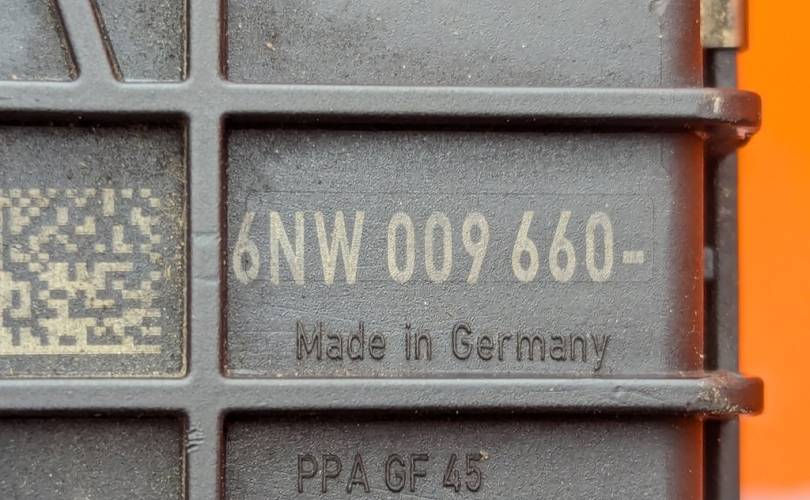 6NW 009 660-
Made in Germany
PPA GF 45